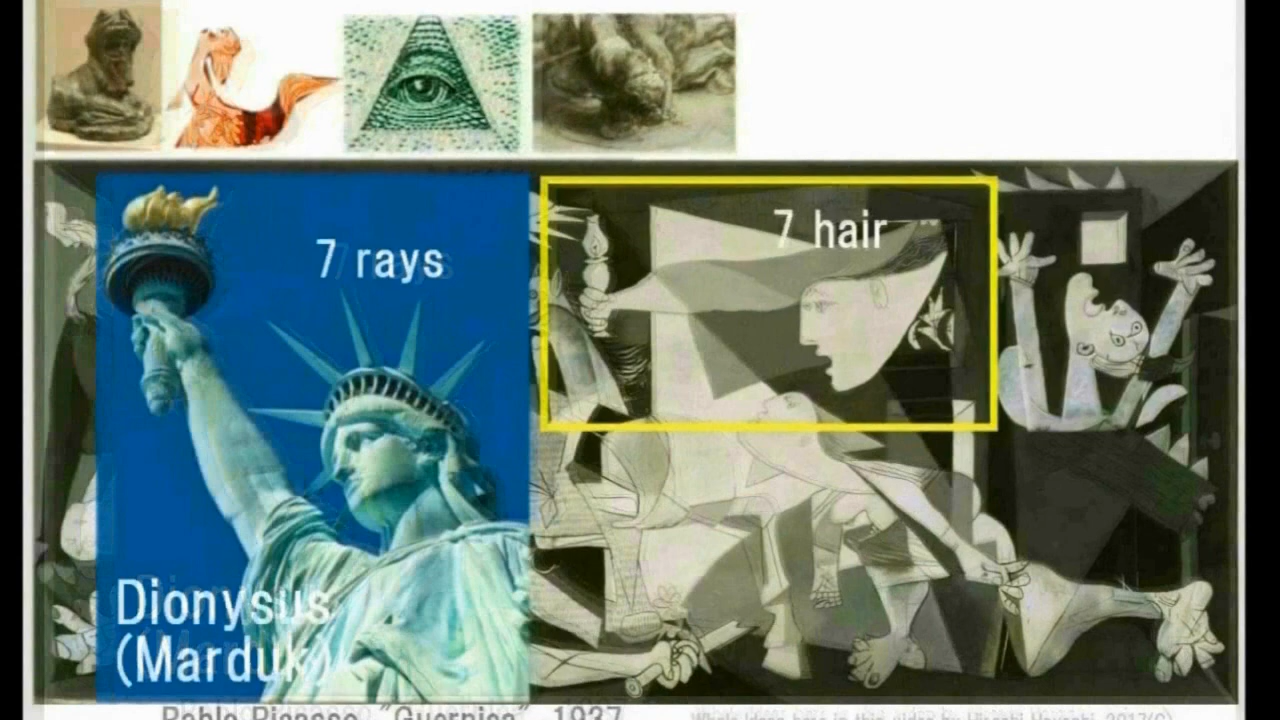 7 hair
7 rays
Dionysus
(Marduk)
Pablo Picasso "Guernica" 1937